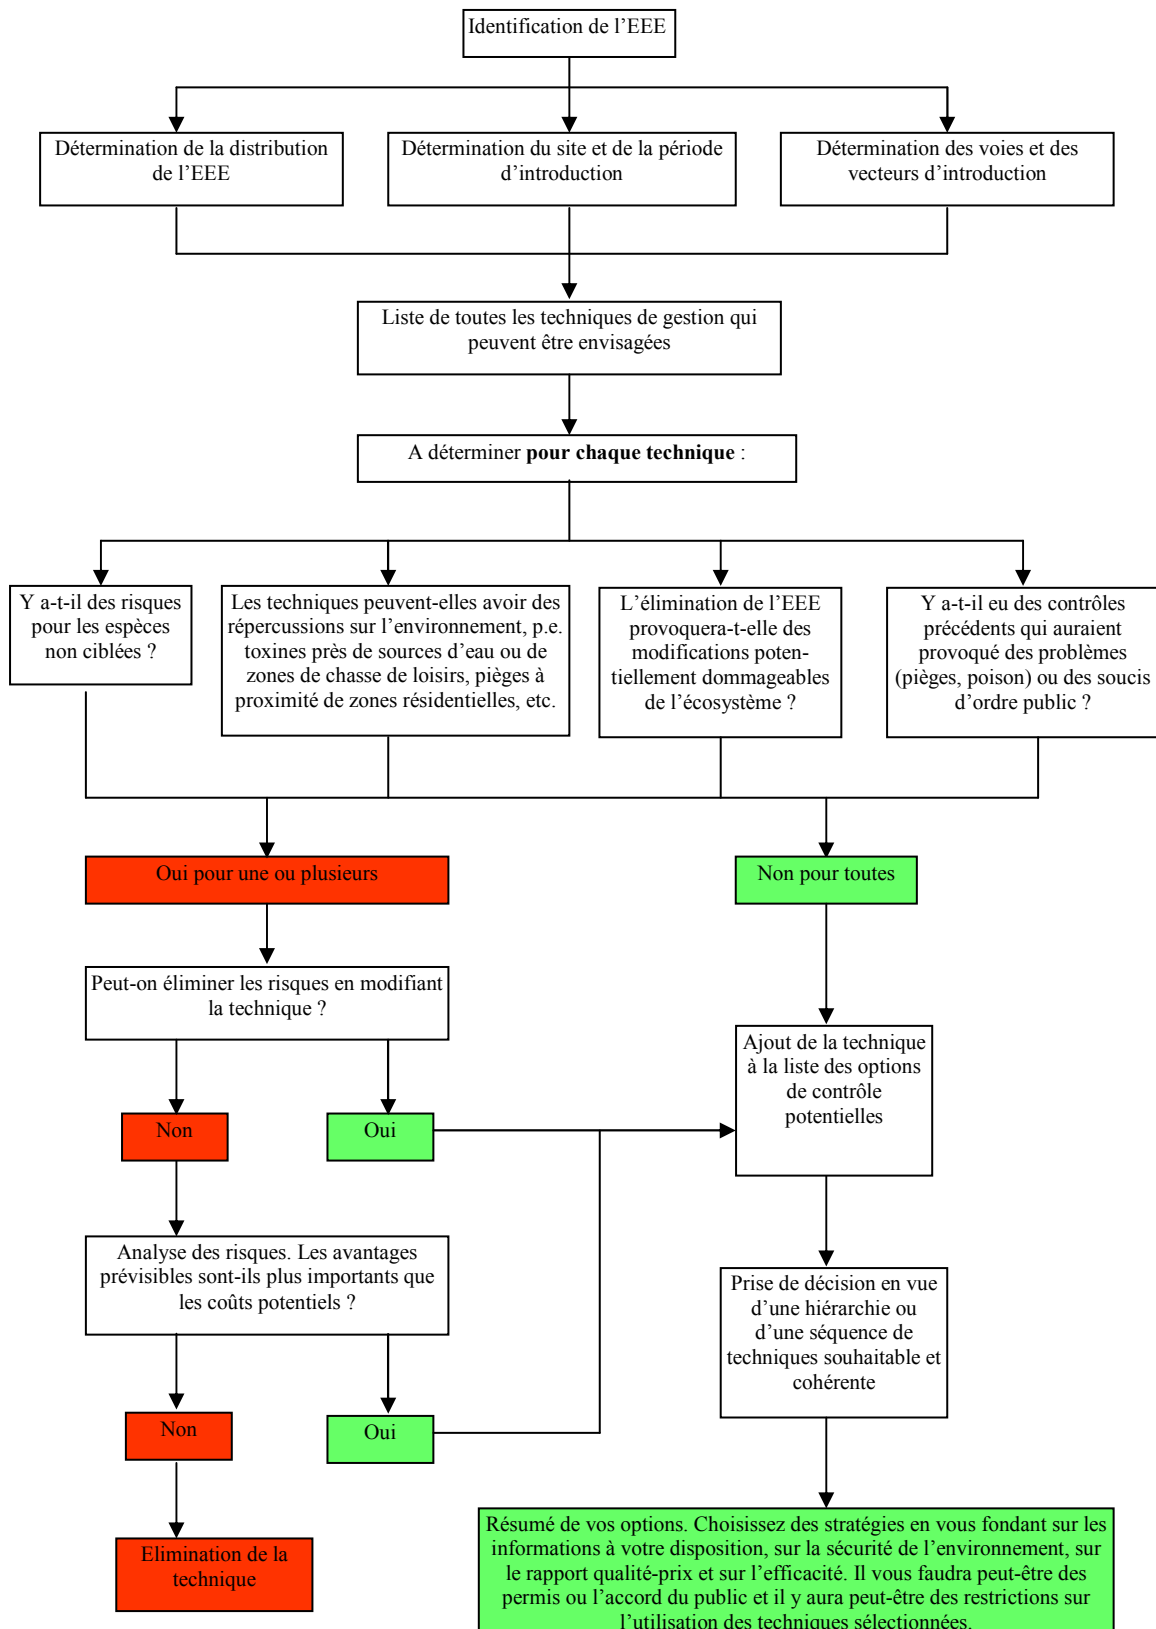 Identification de l’EEE
Détermination de la distribution
de l’EEE
Détermination du site et de la période
d’introduction
Détermination des voies et des
vecteurs d’introduction
Liste de toutes les techniques de gestion qui
peuvent être envisagées
A déterminer pour chaque technique :
Y a-t-il des risques
pour les espèces
non ciblées ?
Les techniques peuvent-elles avoir des
répercussions sur l’environnement, p.e.
toxines près de sources d’eau ou de
zones de chasse de loisirs, pièges à
proximité de zones résidentielles, etc.
L’élimination de l’EEE
provoquera-t-elle des
modifications poten-
tiellement dommageables
de l’écosystème ?
Y a-t-il eu des contrôles
précédents qui auraient
provoqué des problèmes
(pièges, poison) ou des soucis
d’ordre public ?
Oui pour une ou plusieurs
Non pour toutes
Peut-on éliminer les risques en modifiant
la technique ?
Ajout de la technique
à la liste des options
de contrôle
potentielles
Non
Oui
Analyse des risques. Les avantages
prévisibles sont-ils plus importants que
les coûts potentiels ?
Prise de décision en vue
d’une hiérarchie ou
d’une séquence de
techniques souhaitable et
cohérente
Non
Oui
Elimination de la
technique
Résumé de vos options. Choisissez des stratégies en vous fondant sur les
informations à votre disposition, sur la sécurité de l’environnement, sur
le rapport qualité-prix et sur l’efficacité. Il vous faudra peut-être des
permis ou l’accord du public et il y aura peut-être des restrictions sur
l’utilisation des techniques sélectionnées.